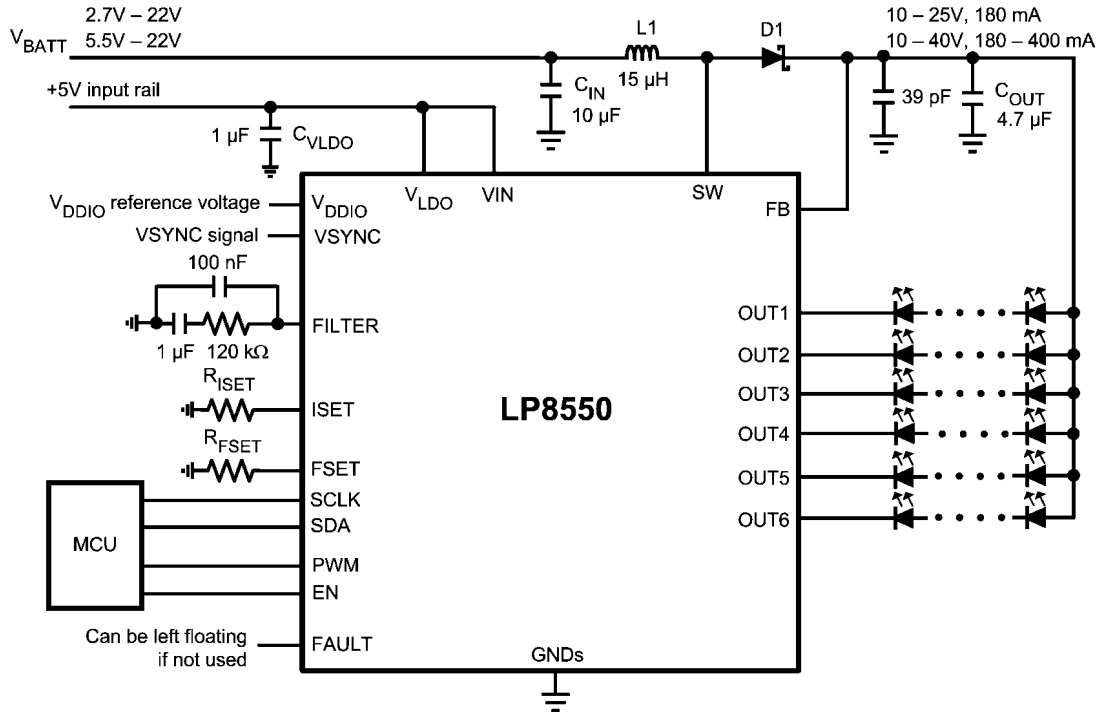 2.7V – 22V
V_BATT 5.5V – 22V
10 – 25V, 180 mA
10 – 40V, 180 – 400 mA
L1
15 µH
D1
+5V input rail
C_IN
10 µF
39 pF
C_OUT
4.7 µF
1 µF
C_VLDO
V_LDO
VIN
SW
FB
V_DDIO reference voltage
V_DDIO
VSYNC signal
VSYNC
100 nF
FILTER
1 µF
120 kΩ
R_ISET
ISET
R_FSET
FSET
LP8550
OUT1
OUT2
OUT3
OUT4
OUT5
OUT6
MCU
SCLK
SDA
PWM
EN
Can be left floating
if not used
FAULT
GNDs